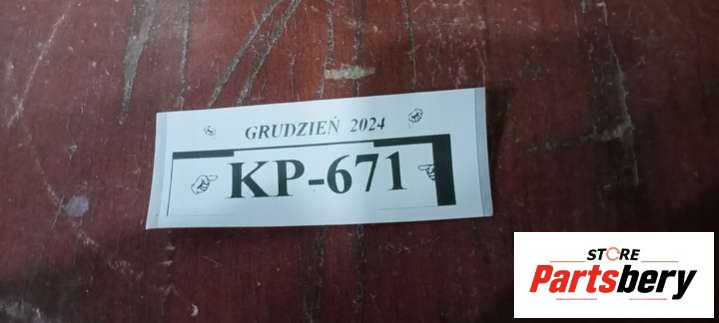 GRUDZIEŃ 2024
KP-671
STORE
Partsbery